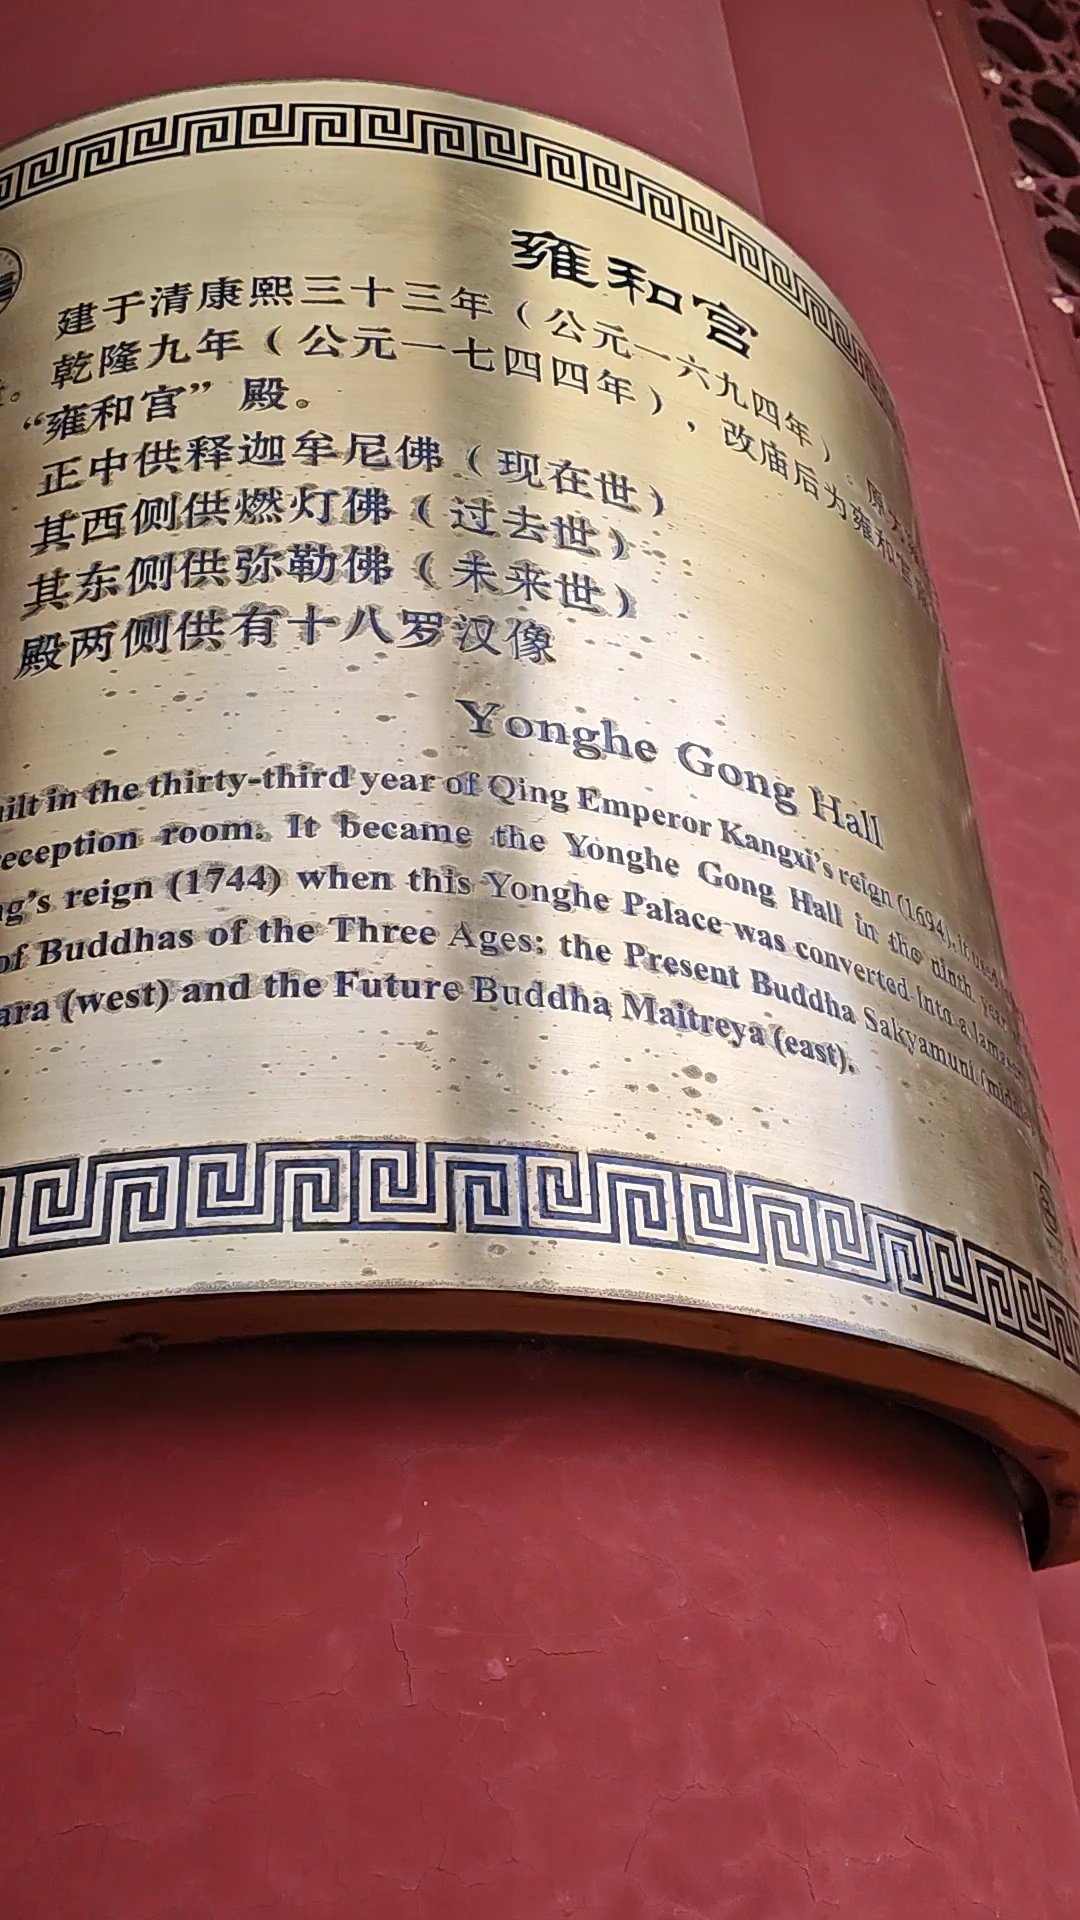 雍和宫
建于清康熙三十三年（公元一六九四年）
乾隆九年（公元一七四四年），改庙后为雍和宫
“雍和宫”殿。
正中供释迦牟尼佛（现在世）
其西侧供燃灯佛（过去世）
其东侧供弥勒佛（未来世）
殿两侧供有十八罗汉像
Yonghe Gong Hall
in the thirty-third year of Qing Emperor Kangxi's reign (1694), it used
room. It became the Yonghe Gong Hall in the ninth year
reign (1744) when this Yonghe Palace was converted into a
of Buddhas of the Three Ages: the Present Buddha Sakyamuni
(west) and the Future Buddha Maitreya (east).